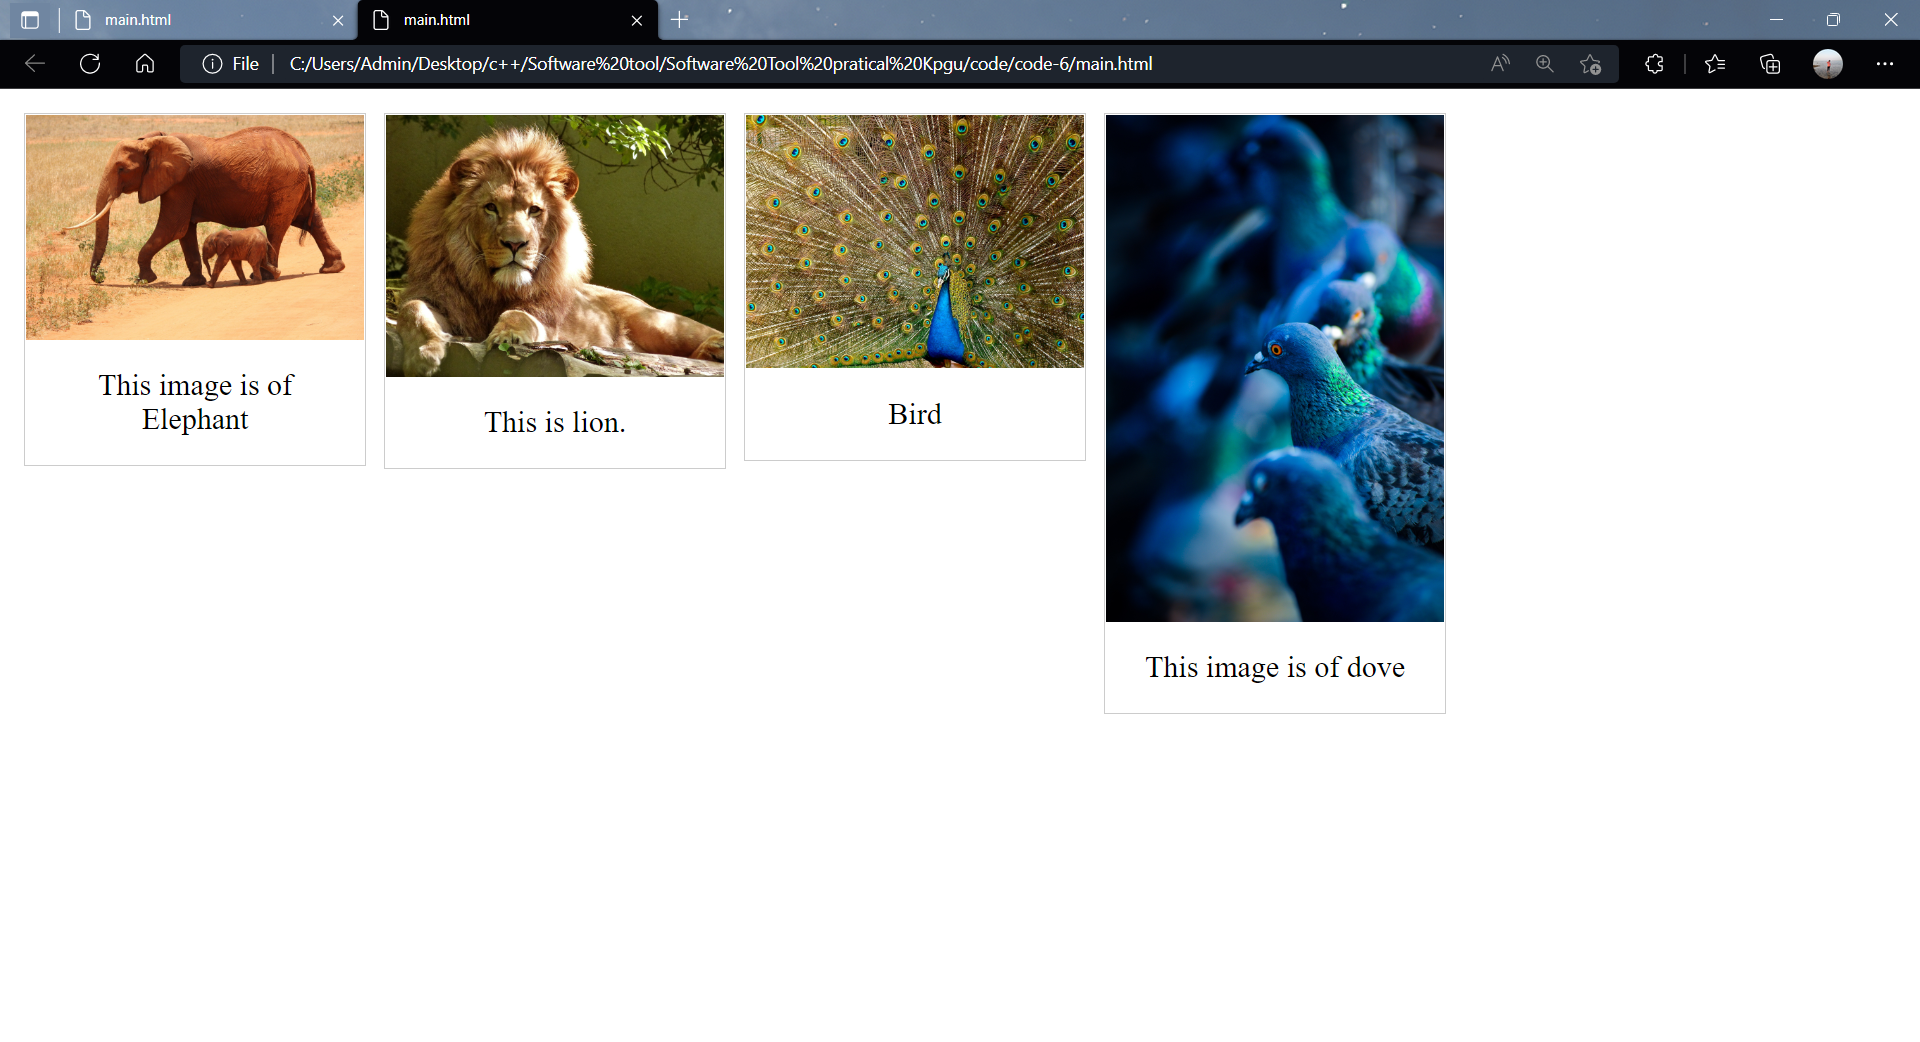 main.html
main.html
File
C:/Users/Admin/Desktop/c++/Software%20tool/Software%20Tool%20pratical%20Kpgu/code/code-6/main.html
This image is of
Elephant
This is lion.
Bird
This image is of dove